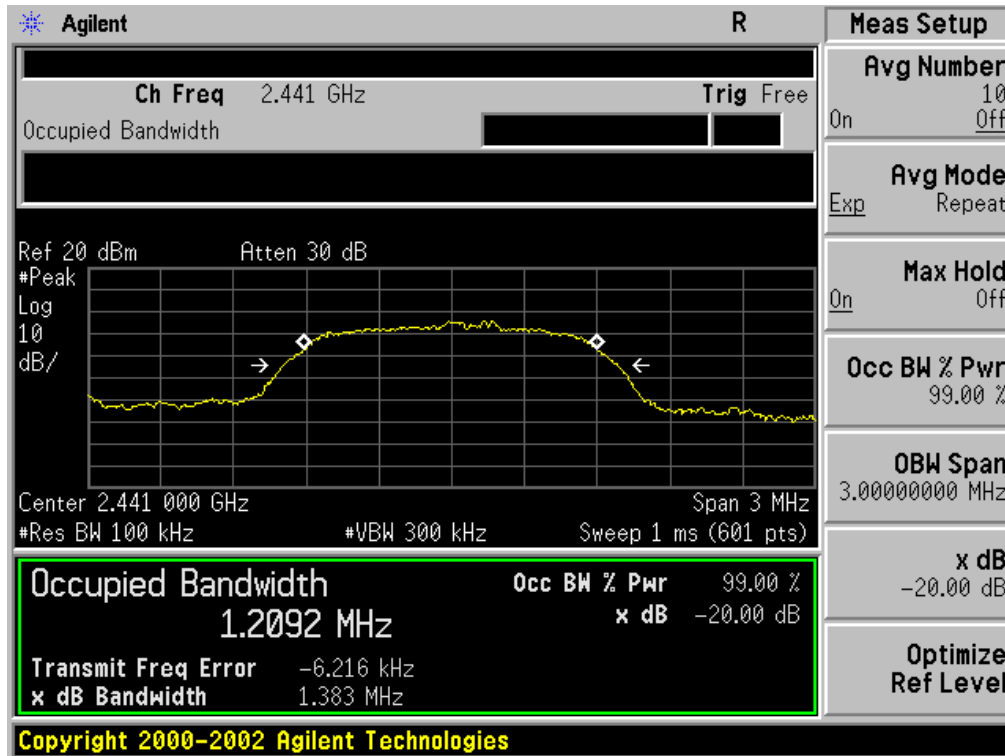 Agilent R
Ch Freq 2.441 GHz Trig Free
Occupied Bandwidth
Ref 20 dBm Atten 30 dB
#Peak
Log
10
dB/
Center 2.441 000 GHz Span 3 MHz
#Res BW 100 kHz #VBW 300 kHz Sweep 1 ms (601 pts)
Occupied Bandwidth Occ BW % Pwr 99.00 %
1.2092 MHz x dB -20.00 dB
Transmit Freq Error -6.216 kHz
x dB Bandwidth 1.383 MHz
Copyright 2000-2002 Agilent Technologies
Meas Setup
Avg Number
10
On Off
Avg Mode
Exp Repeat
Max Hold
On Off
Occ BW % Pwr
99.00 %
OBW Span
3.00000000 MHz
x dB
-20.00 dB
Optimize
Ref Level